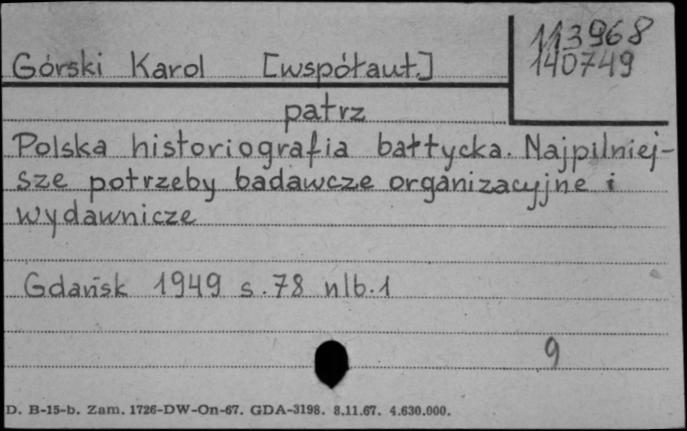 113968
140749
Górski Karol [współaut.]
patrz
Polska historiografia bałtycka. Najpilniej-
sze potrzeby badawcze organizacyjne i
wydawnicze
Gdańsk 1949 s.78 nlb.1
9
D. B-15-b. Zam. 1726-DW-On-67. GDA-3198. 8.11.67. 4.630.000.